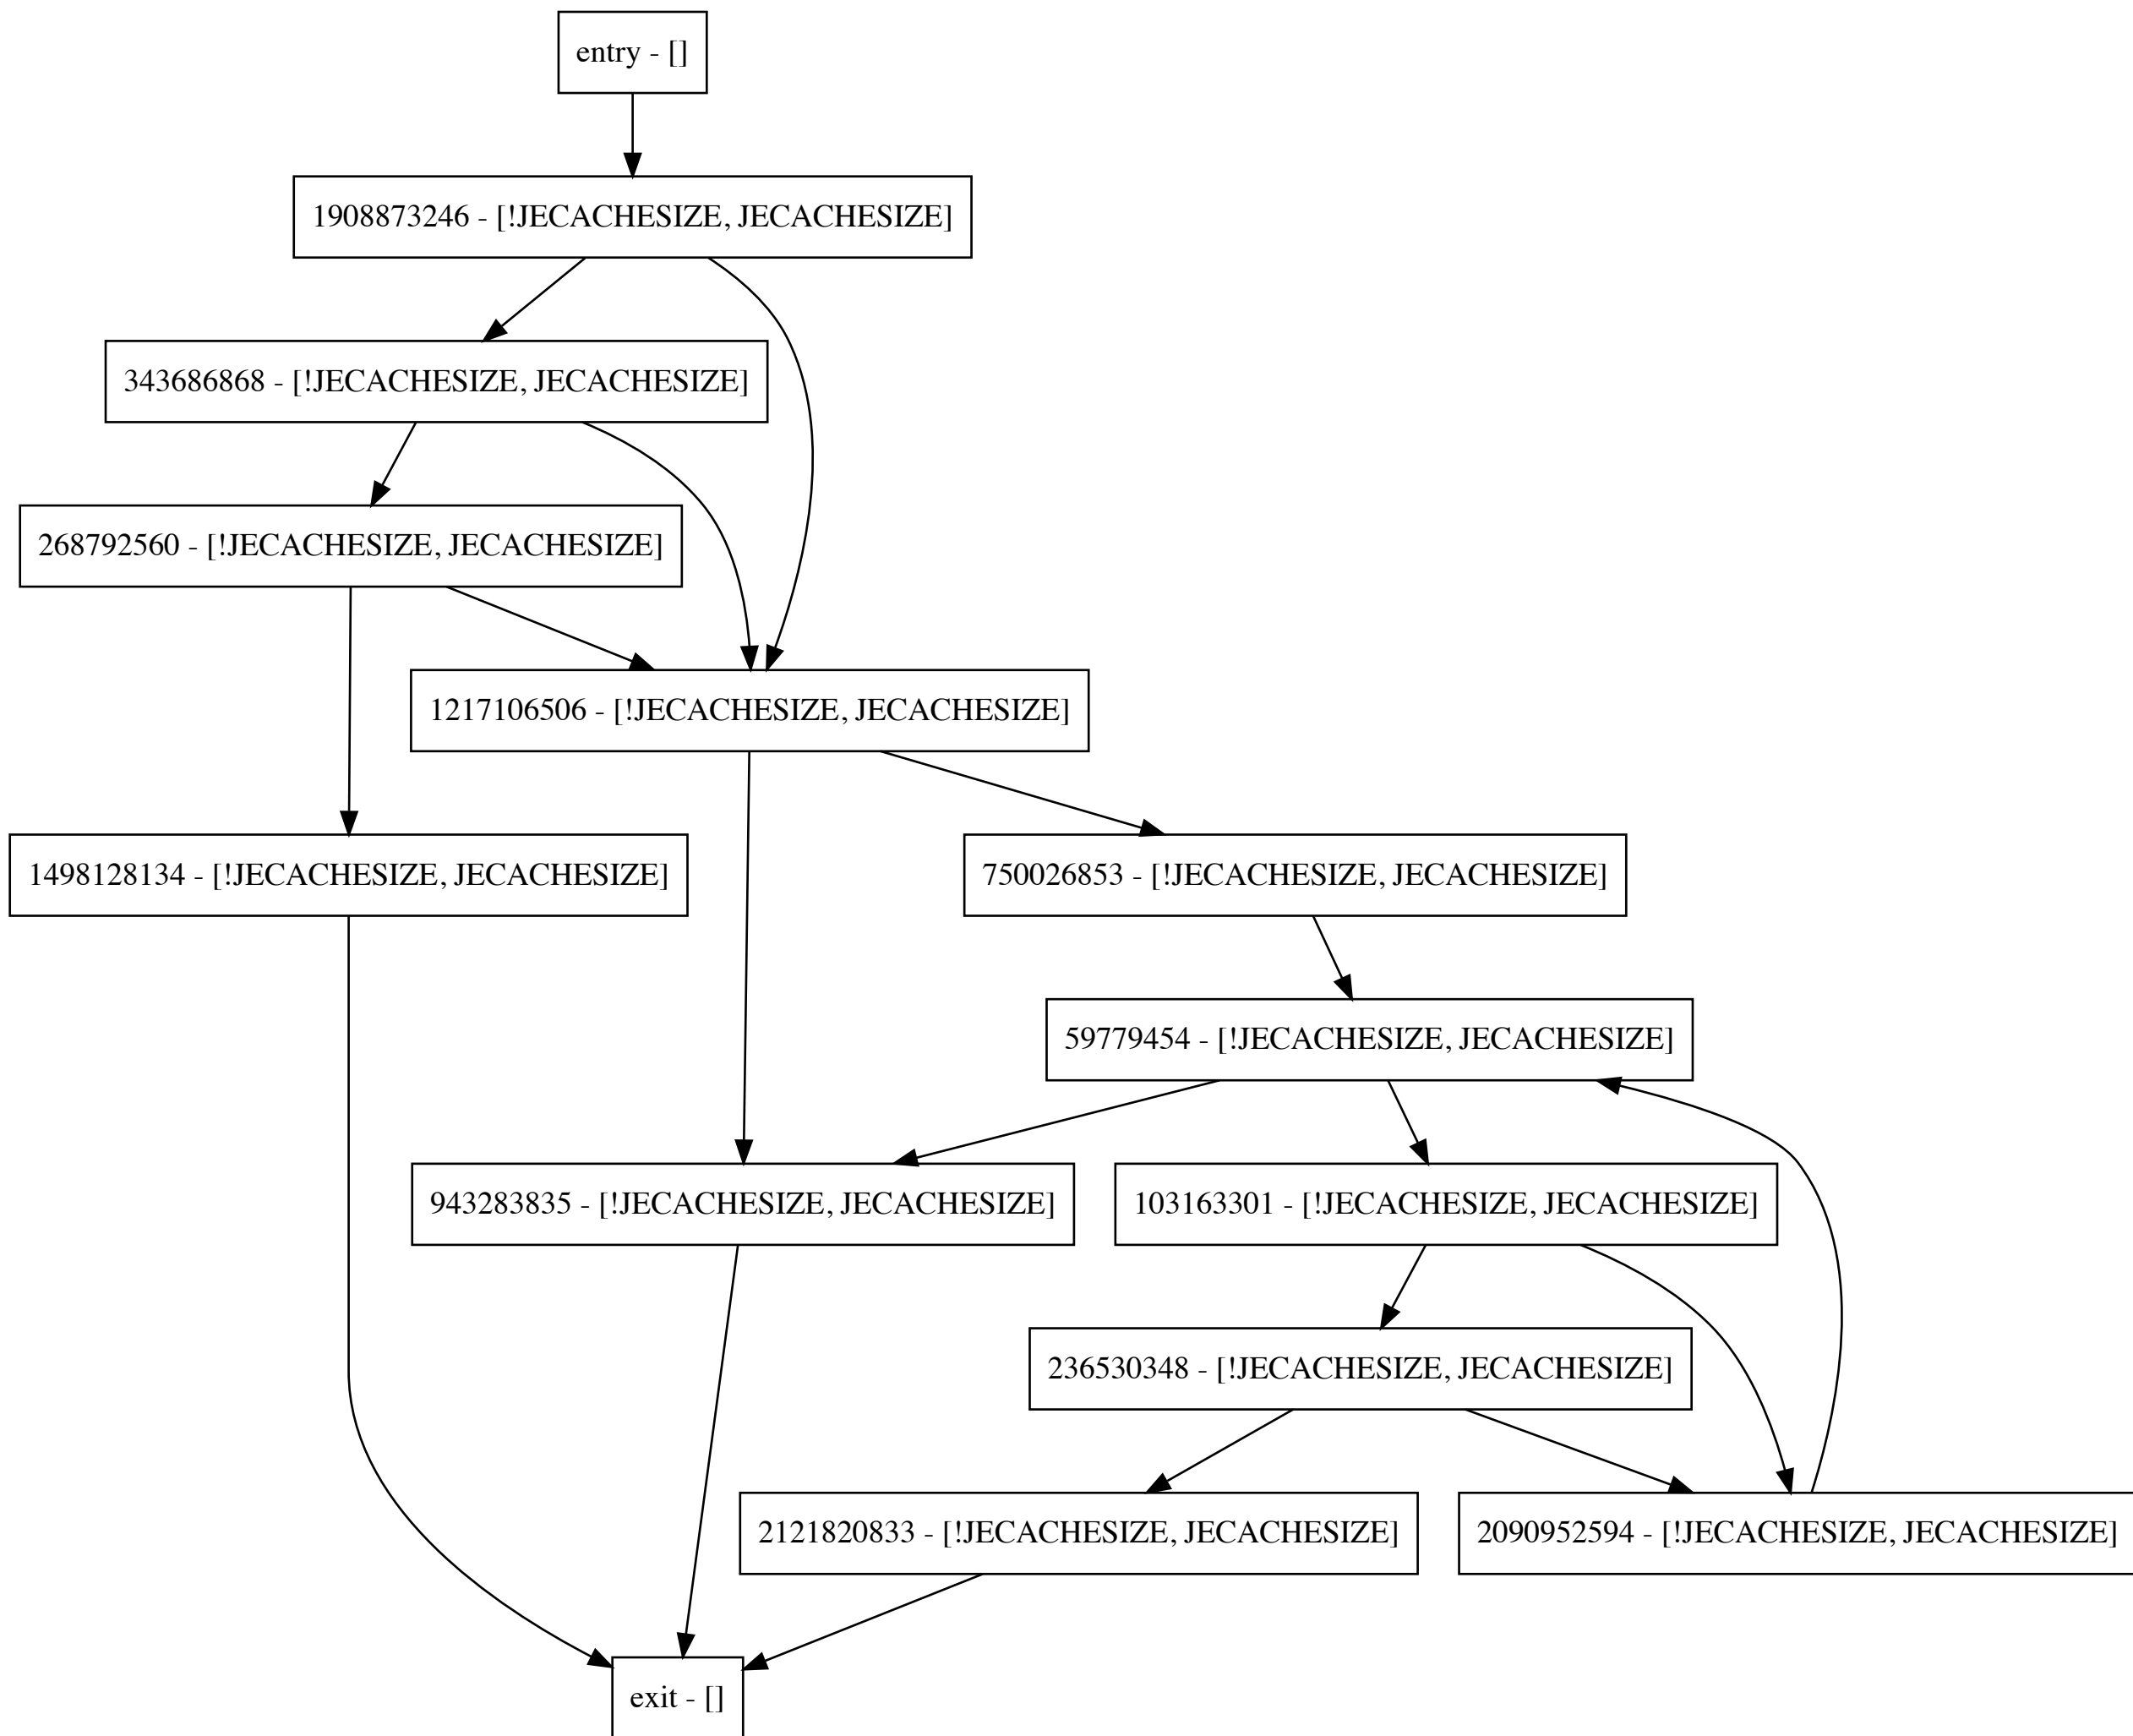 entry - []
1908873246 - [!JECACHESIZE, JECACHESIZE]
343686868 - [!JECACHESIZE, JECACHESIZE]
268792560 - [!JECACHESIZE, JECACHESIZE]
1217106506 - [!JECACHESIZE, JECACHESIZE]
1498128134 - [!JECACHESIZE, JECACHESIZE]
750026853 - [!JECACHESIZE, JECACHESIZE]
59779454 - [!JECACHESIZE, JECACHESIZE]
943283835 - [!JECACHESIZE, JECACHESIZE]
103163301 - [!JECACHESIZE, JECACHESIZE]
236530348 - [!JECACHESIZE, JECACHESIZE]
2121820833 - [!JECACHESIZE, JECACHESIZE]
2090952594 - [!JECACHESIZE, JECACHESIZE]
exit - []